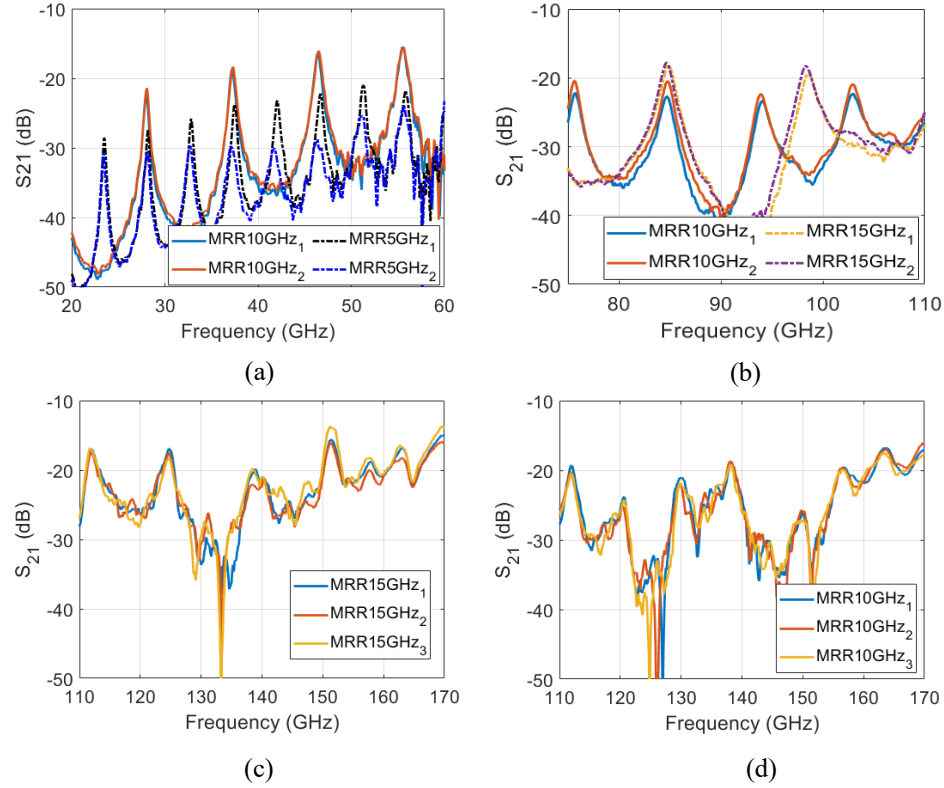 -10
-20
-30
-40
-50
S21 (dB)
20 30 40 50 60
Frequency (GHz)
MRR10GHz1 MRR5GHz1
MRR10GHz2 MRR5GHz2
(a)
-10
-20
-30
-40
-50
S21 (dB)
80 90 100 110
Frequency (GHz)
MRR10GHz1 MRR15GHz1
MRR10GHz2 MRR15GHz2
(b)
-10
-20
-30
-40
-50
S21 (dB)
110 120 130 140 150 160 170
Frequency (GHz)
MRR15GHz1
MRR15GHz2
MRR15GHz3
(c)
-10
-20
-30
-40
-50
S21 (dB)
110 120 130 140 150 160 170
Frequency (GHz)
MRR10GHz1
MRR10GHz2
MRR10GHz3
(d)